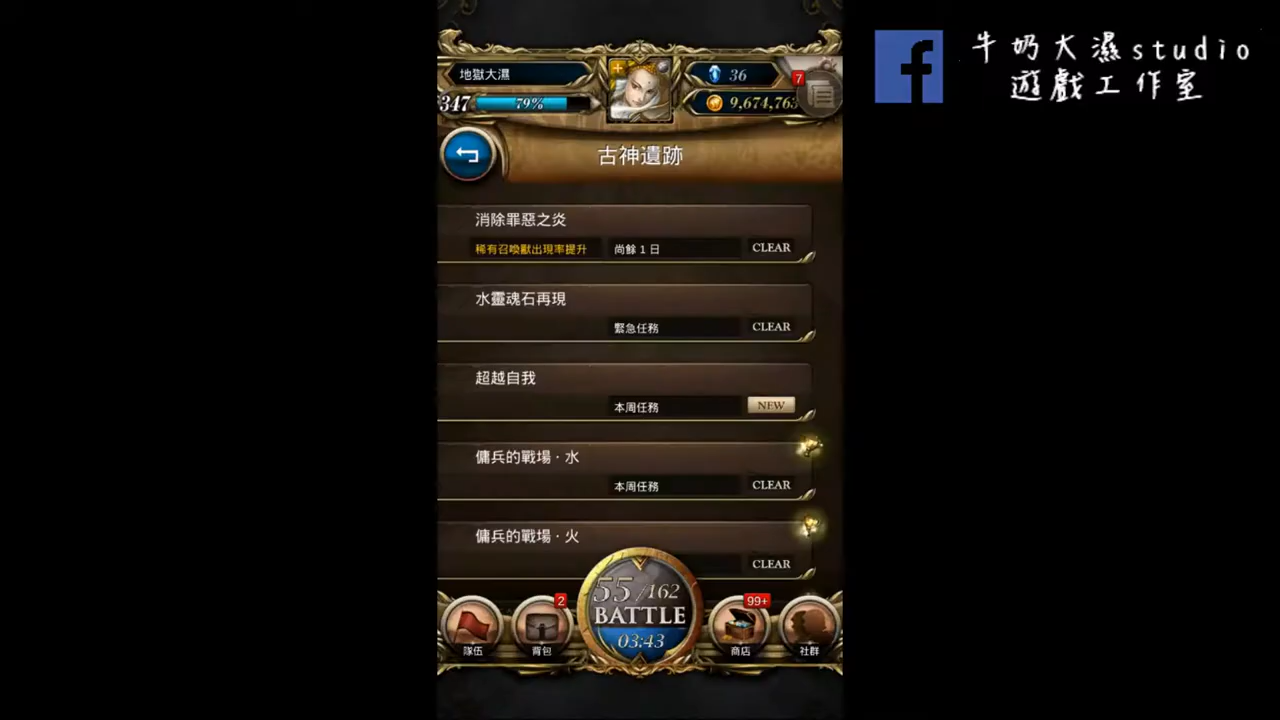 牛奶大濕studio
遊戲工作室
地獄大濕
36
7
347
79%
9,674,763
古神遺跡
消除罪惡之炎
稀有召喚獸出現率提升 尚餘 1 日 CLEAR
水靈魂石再現
緊急任務 CLEAR
超越自我
本周任務 NEW
傭兵的戰場·水
本周任務 CLEAR
傭兵的戰場·火
CLEAR
55/162
BATTLE
03:43
2
99+
隊伍
背包
商店
社群